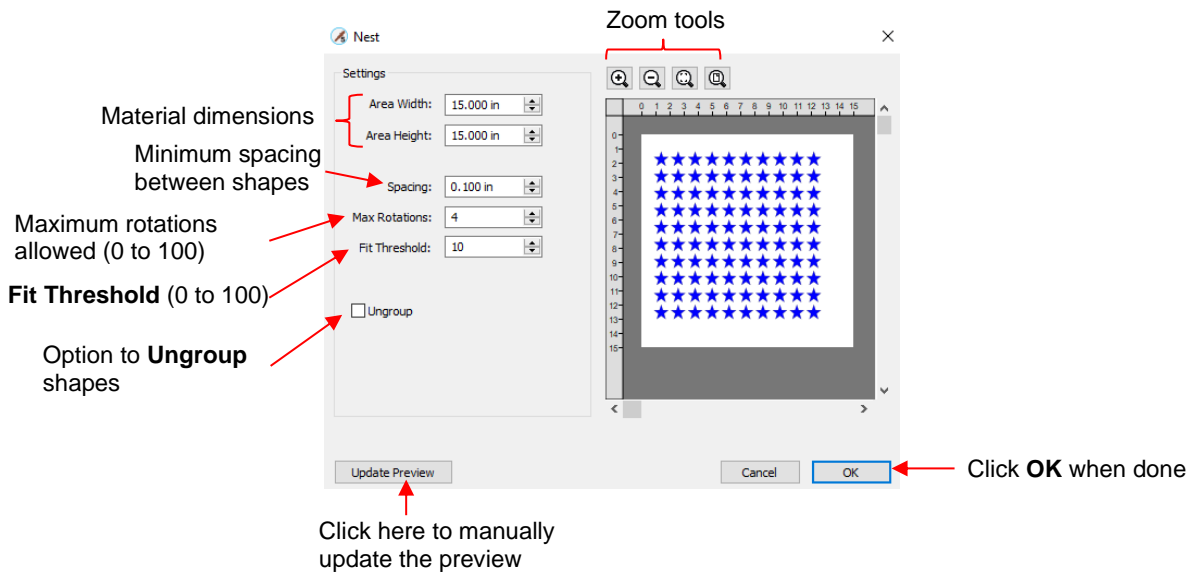 Zoom tools
Nest
Settings
Material dimensions
Area Width: 15.000 in
Area Height: 15.000 in
Minimum spacing
between shapes
Spacing: 0.100 in
Maximum rotations
allowed (0 to 100)
Max Rotations: 4
Fit Threshold: 10
Fit Threshold (0 to 100)
Ungroup
Option to Ungroup
shapes
0 1 2 3 4 5 6 7 8 9 10 11 12 13 14 15
0
1
2
3
4
5
6
7
8
9
10
11
12
13
14
15
Update Preview
Cancel
OK
Click OK when done
Click here to manually
update the preview